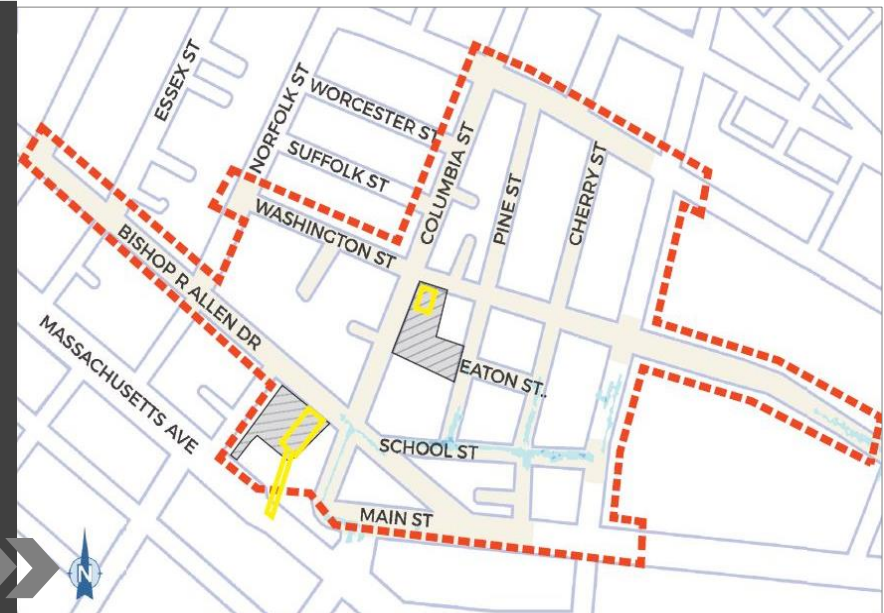 ESSEX ST
NORFOLK ST
WORCESTER ST
SUFFOLK ST
COLUMBIA ST
WASHINGTON ST
PINE ST
CHERRY ST
BISHOP R ALLEN DR
MASSACHUSETTS AVE
EATON ST..
SCHOOL ST
MAIN ST
N